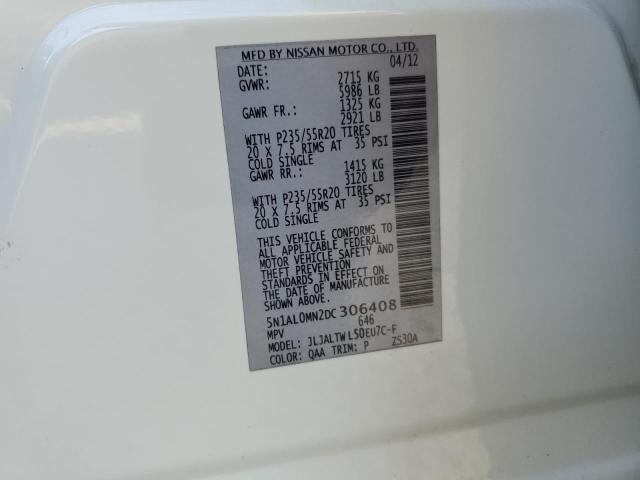 MFD BY NISSAN MOTOR CO., LTD.
DATE: 04/12
GVWR: 2715 KG
5986 LB
GAWR FR.: 1325 KG
2921 LB
WITH P235/55R20 TIRES
20 X 7.5 RIMS AT 35 PSI
COLD SINGLE
GAWR RR.: 1415 KG
3120 LB
WITH P235/55R20 TIRES
20 X 7.5 RIMS AT 35 PSI
COLD SINGLE
THIS VEHICLE CONFORMS TO
ALL APPLICABLE FEDERAL
MOTOR VEHICLE SAFETY AND
THEFT PREVENTION
STANDARDS IN EFFECT ON
THE DATE OF MANUFACTURE
SHOWN ABOVE.
5N1AL0MN2DC306408
MPV 646
MODEL: JLJALTWL50EU7C-F
COLOR: QAA TRIM: P ZS30A